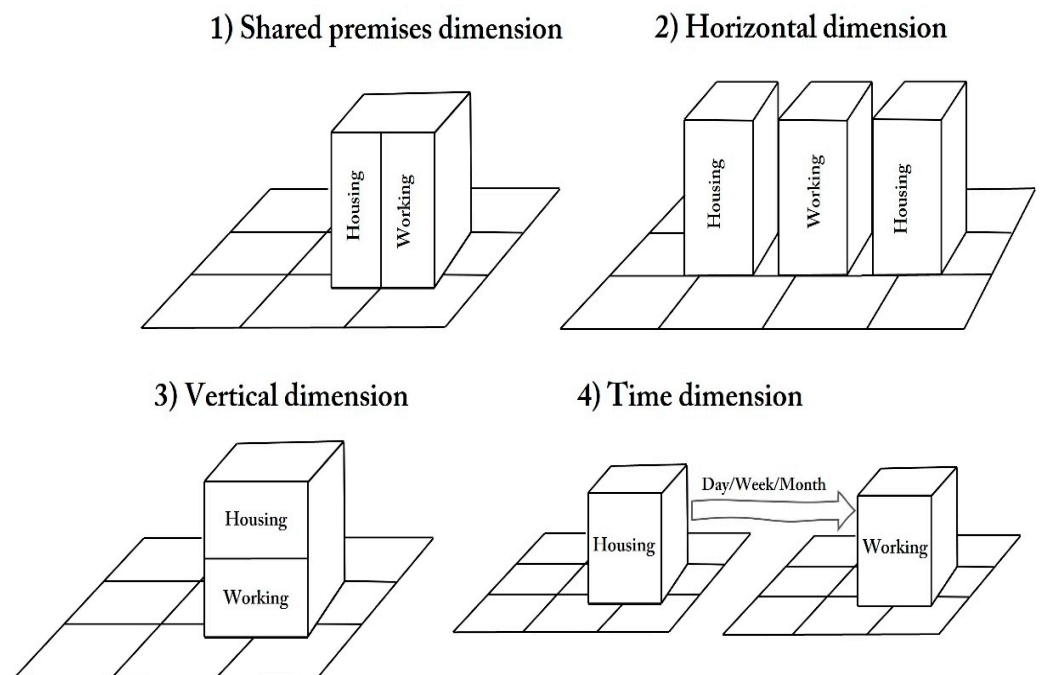 1) Shared premises dimension
2) Horizontal dimension
Housing
Working
Housing
Working
Housing
3) Vertical dimension
4) Time dimension
Housing
Working
Housing
Day/Week/Month
Working